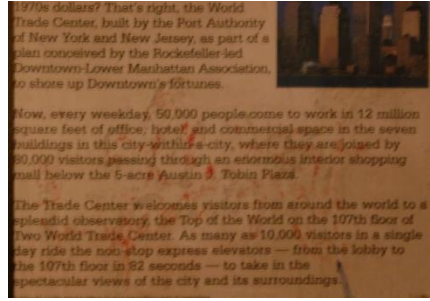 1970s dollars? That's right, the World
Trade Center, built by the Port Authority
of New York and New Jersey, as part of a
plan conceived by the Rockefeller-led
Downtown-Lower Manhattan Association,
to shore up Downtown's fortunes.
Now, every weekday, 50,000 people come to work in 12 million
square feet of office, hotel and commercial space in the seven
buildings in this city-within-a-city, where they are joined by
80,000 visitors passing through an enormous interior shopping
mall below the 5-acre Austin J. Tobin Plaza.
The Trade Center welcomes visitors from around the world to a
splendid observatory, the Top of the World on the 107th floor of
Two World Trade Center. As many as 10,000 visitors in a single
day ride the non-stop express elevators — from the lobby to
the 107th floor in 82 seconds — to take in the
spectacular views of the city and its surroundings.